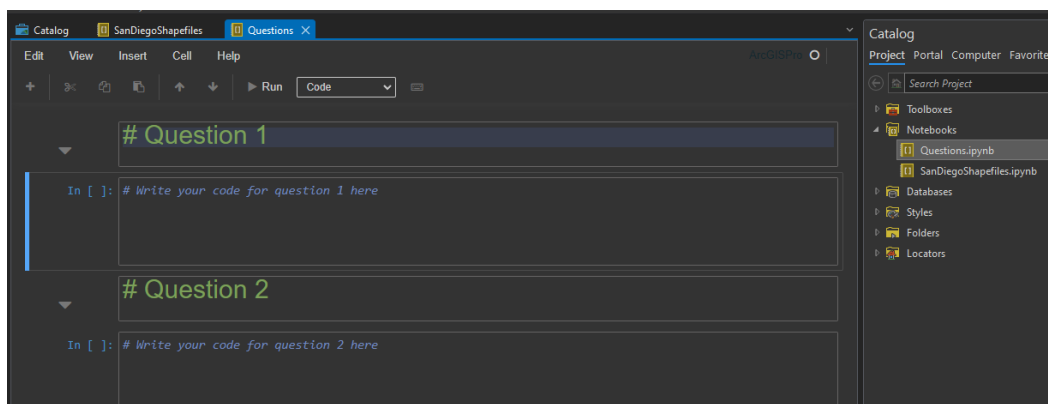 Catalog
SanDiegoShapefiles
Questions
Edit View Insert Cell Help
ArcGISPro
Run
Code
# Question 1
In [ ]: # Write your code for question 1 here
# Question 2
In [ ]: # Write your code for question 2 here
Catalog
Project Portal Computer Favorite
Search Project
Toolboxes
Notebooks
Questions.ipynb
SanDiegoShapefiles.ipynb
Databases
Styles
Folders
Locators